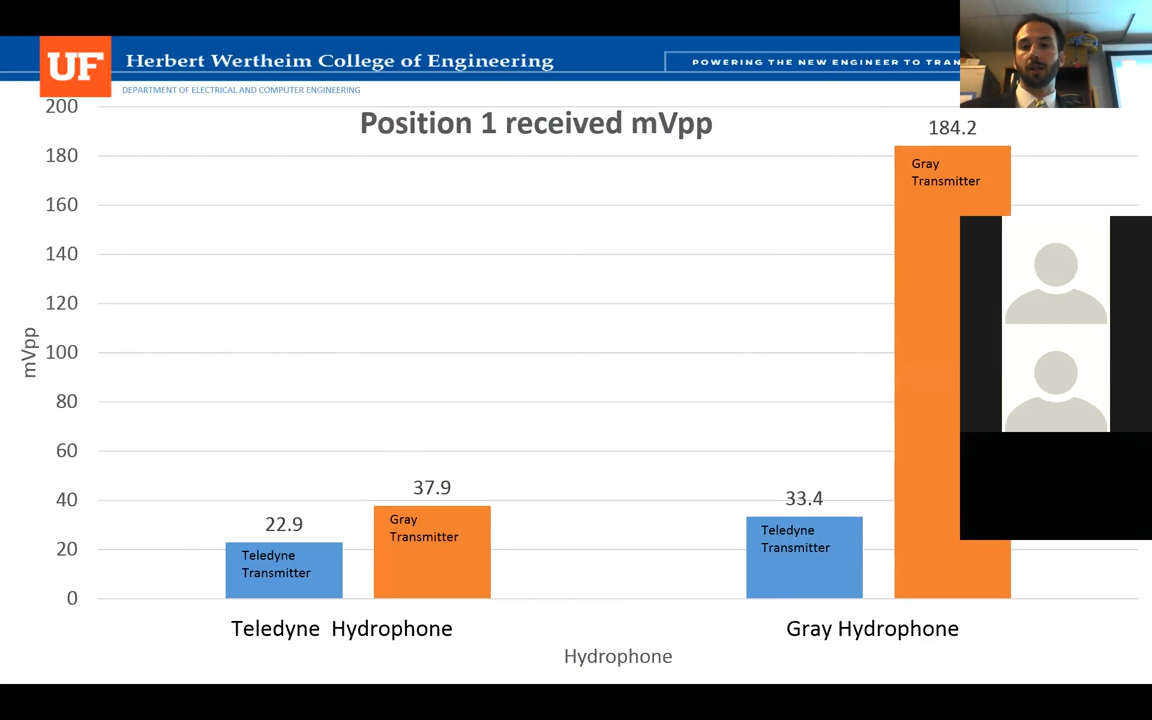 UF
Herbert Wertheim College of Engineering
POWERING THE NEW ENGINEER TO
DEPARTMENT OF ELECTRICAL AND COMPUTER ENGINEERING
Position 1 received mVpp
200
180
160
140
120
100
80
60
40
20
0
mVpp
22.9
Teledyne
Transmitter
37.9
Gray
Transmitter
33.4
Teledyne
Transmitter
184.2
Gray
Transmitter
Teledyne Hydrophone
Gray Hydrophone
Hydrophone